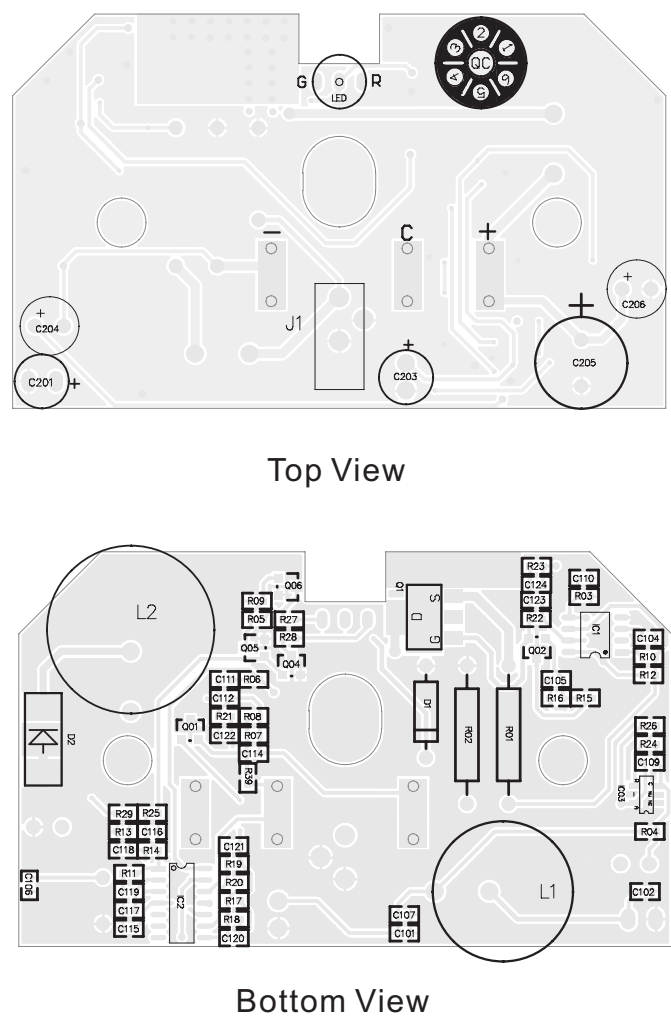 2
3 1
QC
4 6
5
G R
LED
- C +
+
C206
+
J1
+
C204
+
C205
C201 +
C203
Top View
R23
C124 C110
Q06 Q1
R09 C123 R03
S
L2 R05 R27 D R22 IC1
R28 C104
Q05 G Q02 R10
Q04
C111 R06 C105 R12
C112 R16 R15
D1
R21 R08 R26
Q01 R02 R01
D2 C122 R07 R24
C114 C109
R39
IC03
R29 R25
R13 C116 R04
C118 R14 C121
R19
R11
C106 C119 R20 L1 C102
IC2 R17
C117
C115 R18 C107
C120 C101
Bottom View